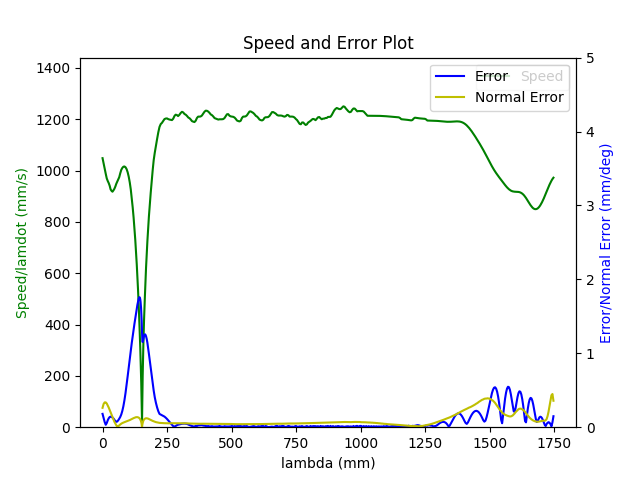 Speed and Error Plot
Error
Speed
Normal Error
Speed/lamdot (mm/s)
1400
1200
1000
800
600
400
200
0
5
4
3
2
1
0
Error/Normal Error (mm/deg)
0 250 500 750 1000 1250 1500 1750
lambda (mm)